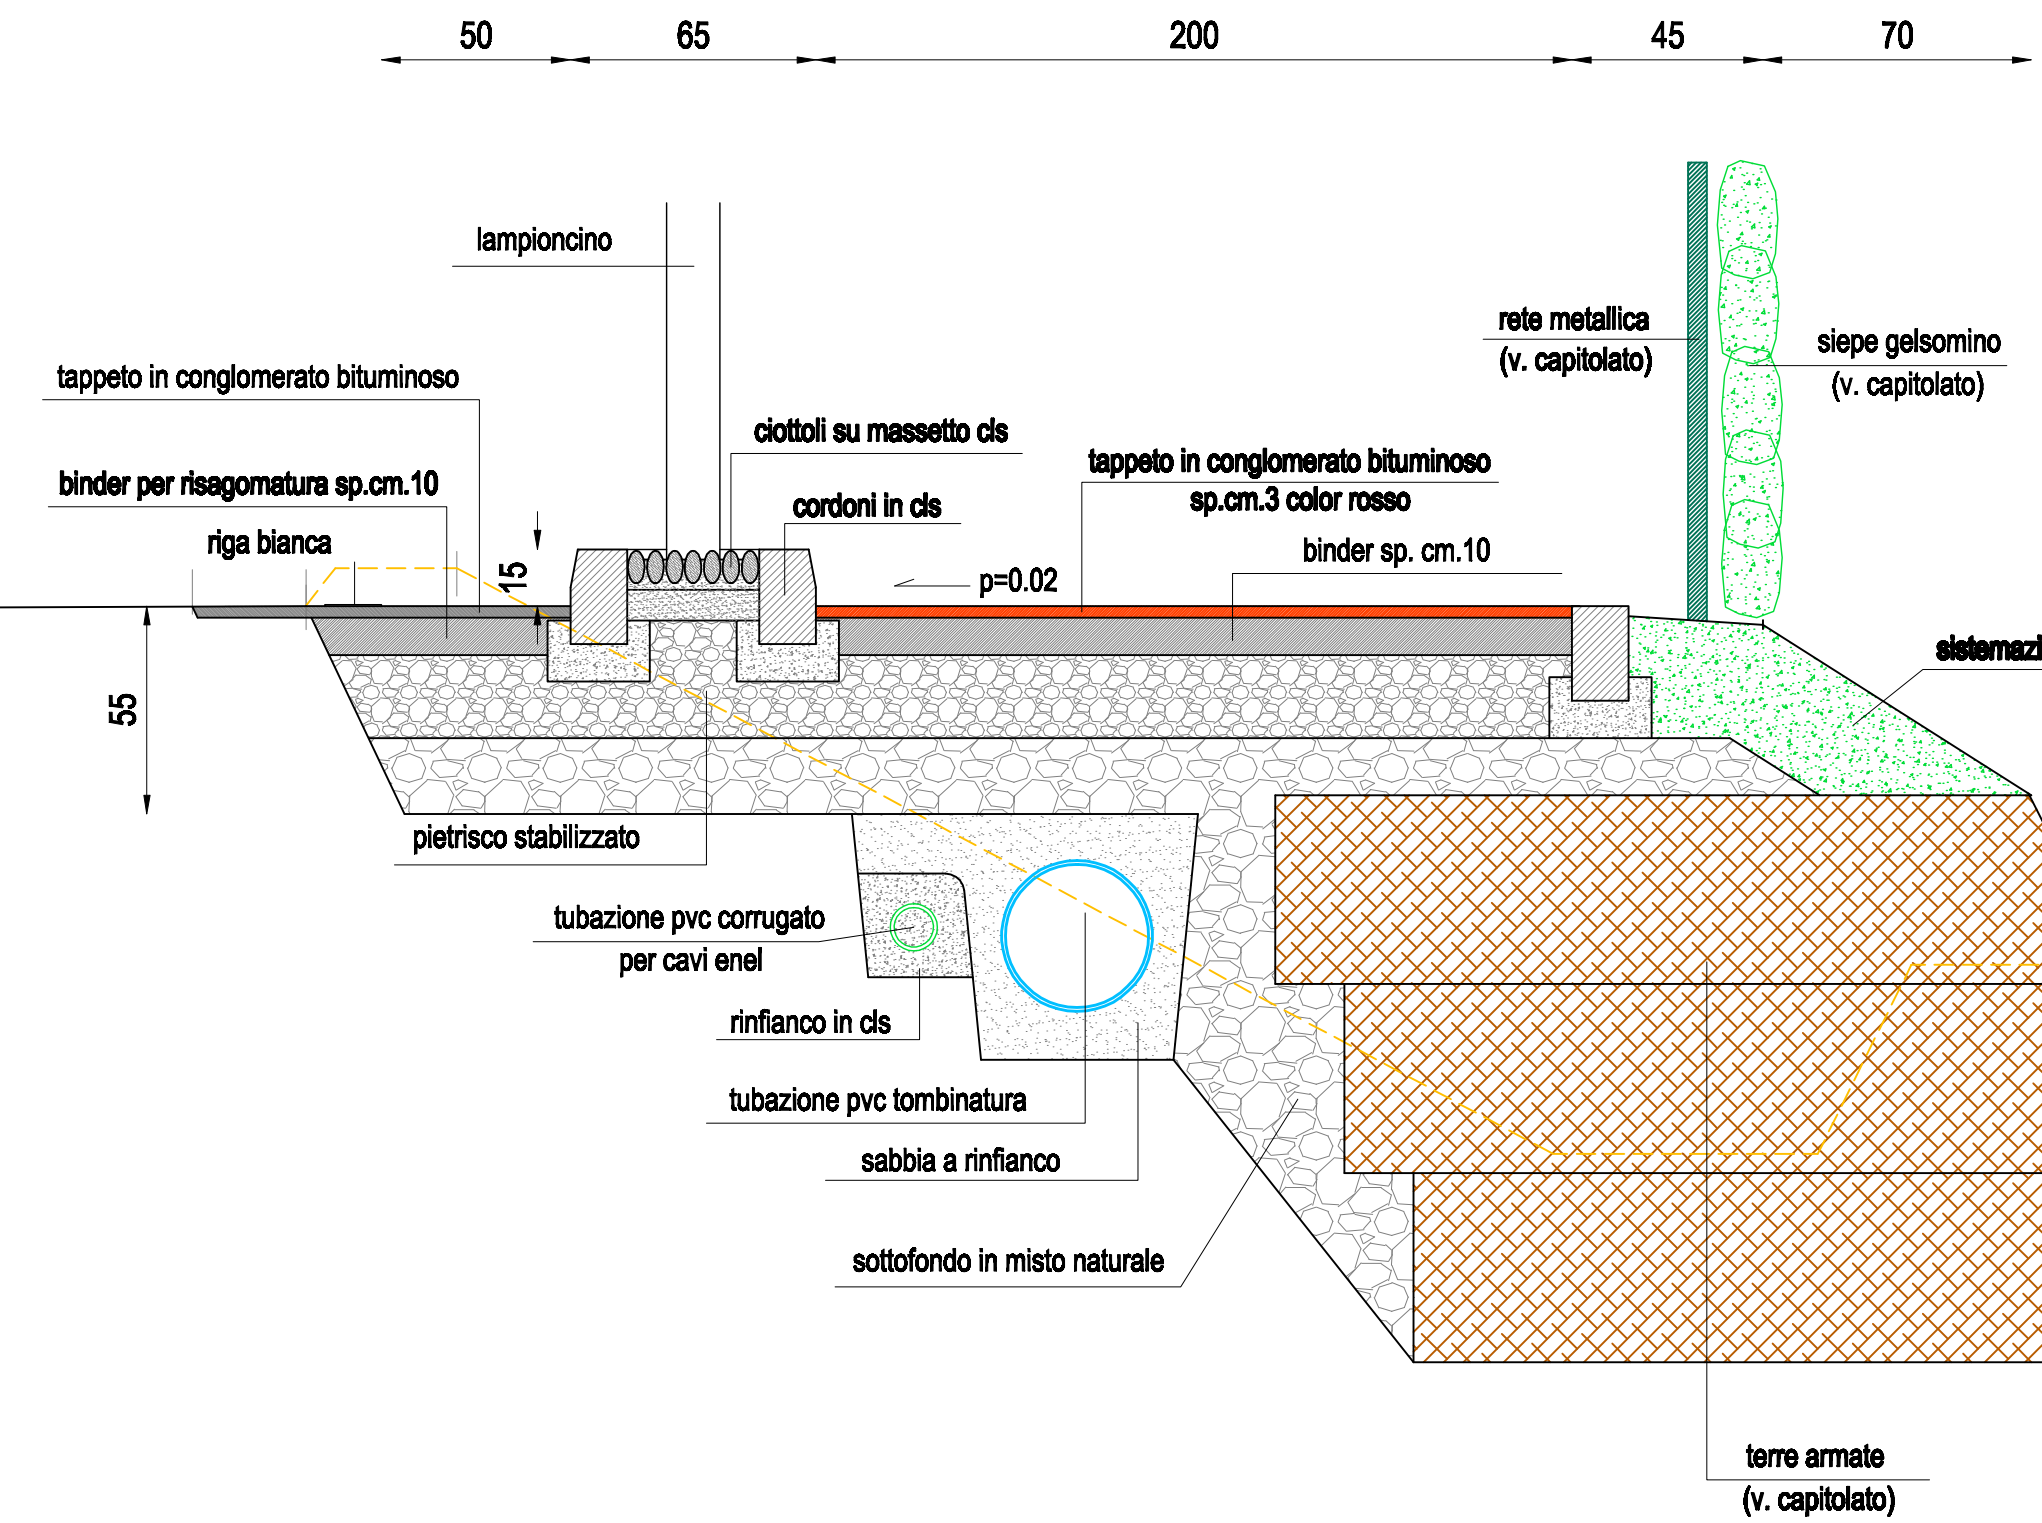 50 65 200 45 70
lampioncino
rete metallica
(v. capitolato)
siepe gelsomino
(v. capitolato)
tappeto in conglomerato bituminoso
ciottoli su massetto cls
tappeto in conglomerato bituminoso
sp.cm.3 color rosso
binder per risagomatura sp.cm.10
cordoni in cls
riga bianca
binder sp. cm.10
15
p=0.02
sistemazi
55
pietrisco stabilizzato
tubazione pvc corrugato
per cavi enel
rinfianco in cls
tubazione pvc tombinatura
sabbia a rinfianco
sottofondo in misto naturale
terre armate
(v. capitolato)